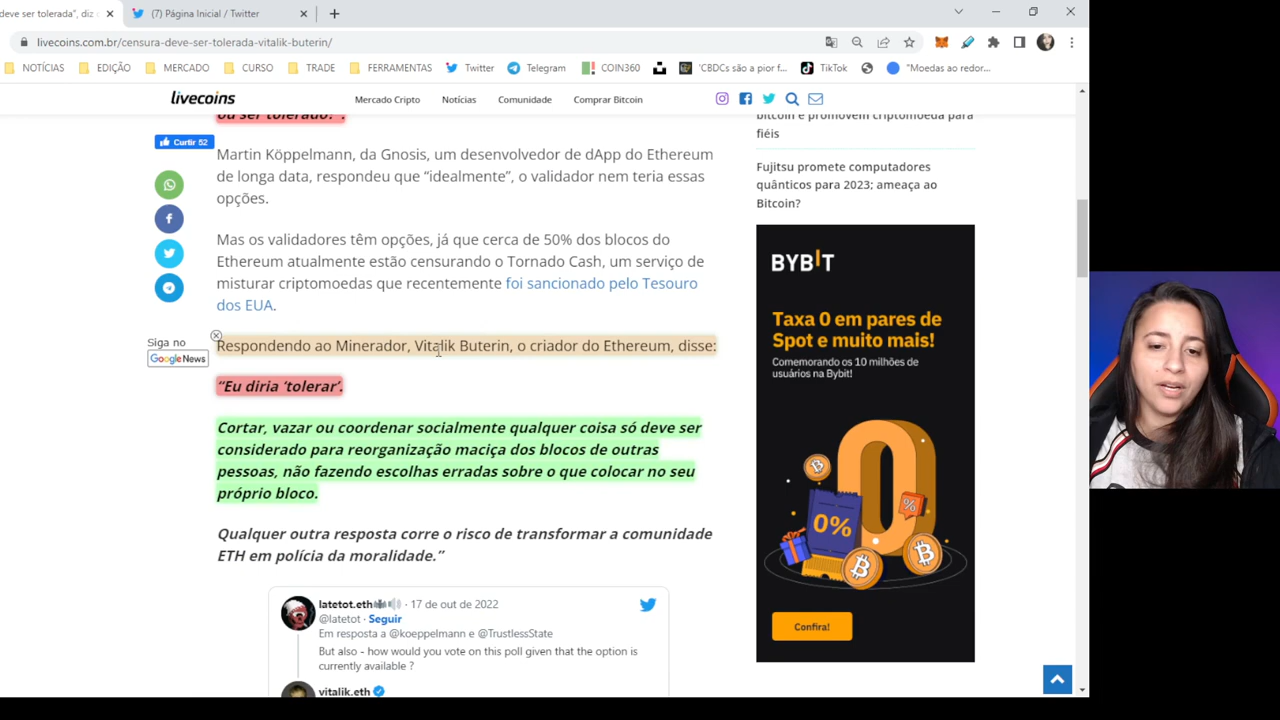 deve ser tolerada", diz
(7) Página Inicial / Twitter
livecoins.com.br/censura-deve-ser-tolerada-vitalik-buterin/
NOTÍCIAS EDIÇÃO MERCADO CURSO TRADE FERRAMENTAS Twitter Telegram COIN360 'CBDCs são a pior f... TikTok "Moedas ao redor...
livecoins
Mercado Cripto Notícias Comunidade Comprar Bitcoin
ou ser tolerado?".
Curtir 52
Martin Köppelmann, da Gnosis, um desenvolvedor de dApp do Ethereum
de longa data, respondeu que “idealmente”, o validador nem teria essas
opções.
Mas os validadores têm opções, já que cerca de 50% dos blocos do
Ethereum atualmente estão censurando o Tornado Cash, um serviço de
misturar criptomoedas que recentemente foi sancionado pelo Tesouro
dos EUA.
Siga no
Google News
Respondendo ao Minerador, Vitalik Buterin, o criador do Ethereum, disse:
“Eu diria ‘tolerar’.
Cortar, vazar ou coordenar socialmente qualquer coisa só deve ser
considerado para reorganização maciça dos blocos de outras
pessoas, não fazendo escolhas erradas sobre o que colocar no seu
próprio bloco.
Qualquer outra resposta corre o risco de transformar a comunidade
ETH em polícia da moralidade.”
latetot.eth · 17 de out de 2022
@latetot · Seguir
Em resposta a @koeppelmann e @TrustlessState
But also - how would you vote on this poll given that the option is
currently available ?
vitalik.eth
bitcoin e promovem criptomoeda para
fiéis
Fujitsu promete computadores
quânticos para 2023; ameaça ao
Bitcoin?
BYBIT
Taxa 0 em pares de
Spot e muito mais!
Comemorando os 10 milhões de
usuários na Bybit!
0%
%
Confira!